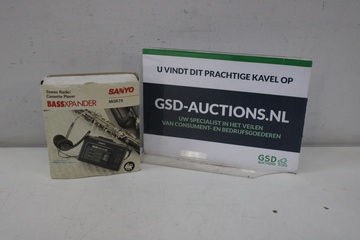 Stereo Radio/
Cassette Player
SANYO
BASSXPANDER
U VINDT DIT PRACHTIGE KAVEL OP
GSD-AUCTIONS.NL
UW SPECIALIST IN HET VEILEN
VAN CONSUMENT- EN BEDRIJFSGOEDEREN
GSD